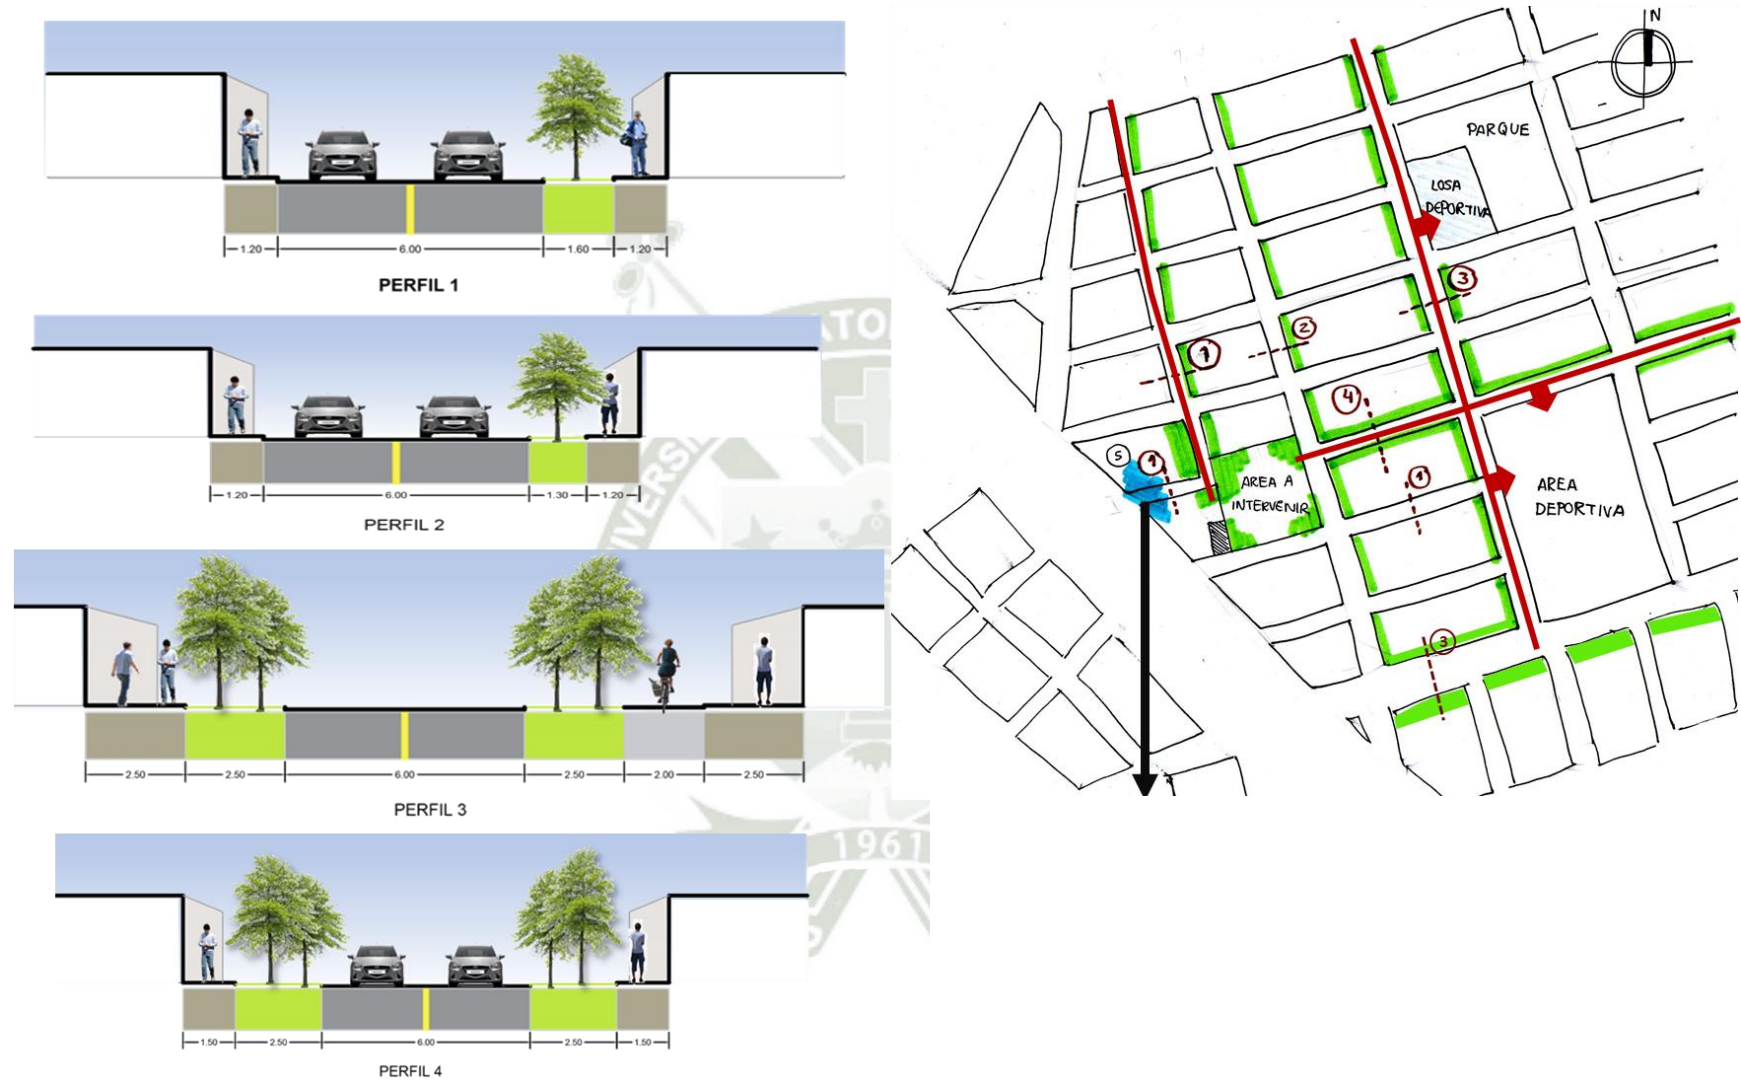 1.20 6.00 1.60 1.20
PERFIL 1
1.20 6.00 1.30 1.20
PERFIL 2
2.50 2.50 6.00 2.50 2.00 2.50
PERFIL 3
1.50 2.50 6.00 2.50 1.50
PERFIL 4
1961
N
PARQUE
LOSA
DEPORTIVA
3
2
1
4
5
1
1
AREA A
INTERVENIR
AREA
DEPORTIVA
3